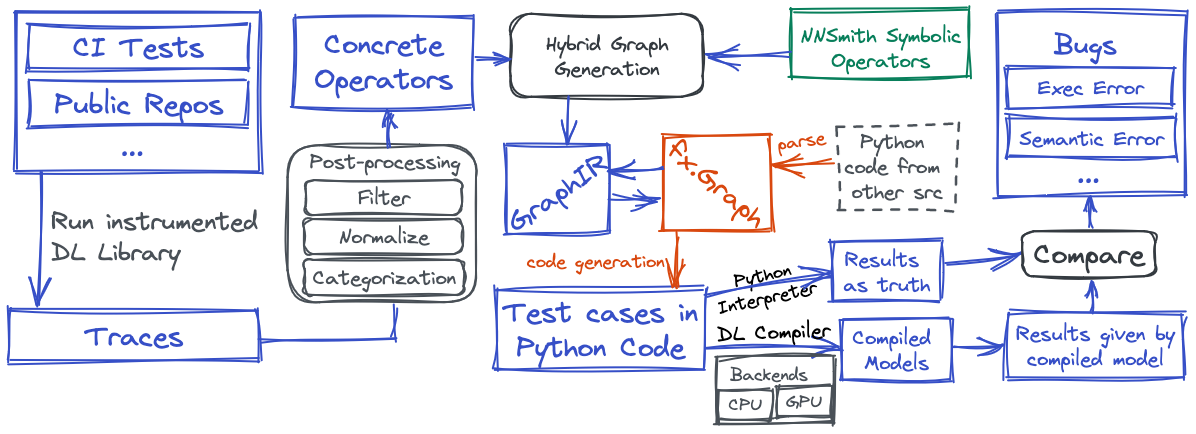 CI Tests
Public Repos
...
Run instrumented
DL Library
Traces
Concrete
Operators
Post-processing
Filter
Normalize
Categorization
Hybrid Graph
Generation
NNSmith Symbolic
Operators
GraphIR
fx.Graph
parse
Python
code from
other src
code generation
Test cases in
Python Code
Python
Interpreter
DL Compiler
Backends
CPU
GPU
Results
as truth
Compiled
Models
Results given by
compiled model
Compare
Bugs
Exec Error
Semantic Error
...